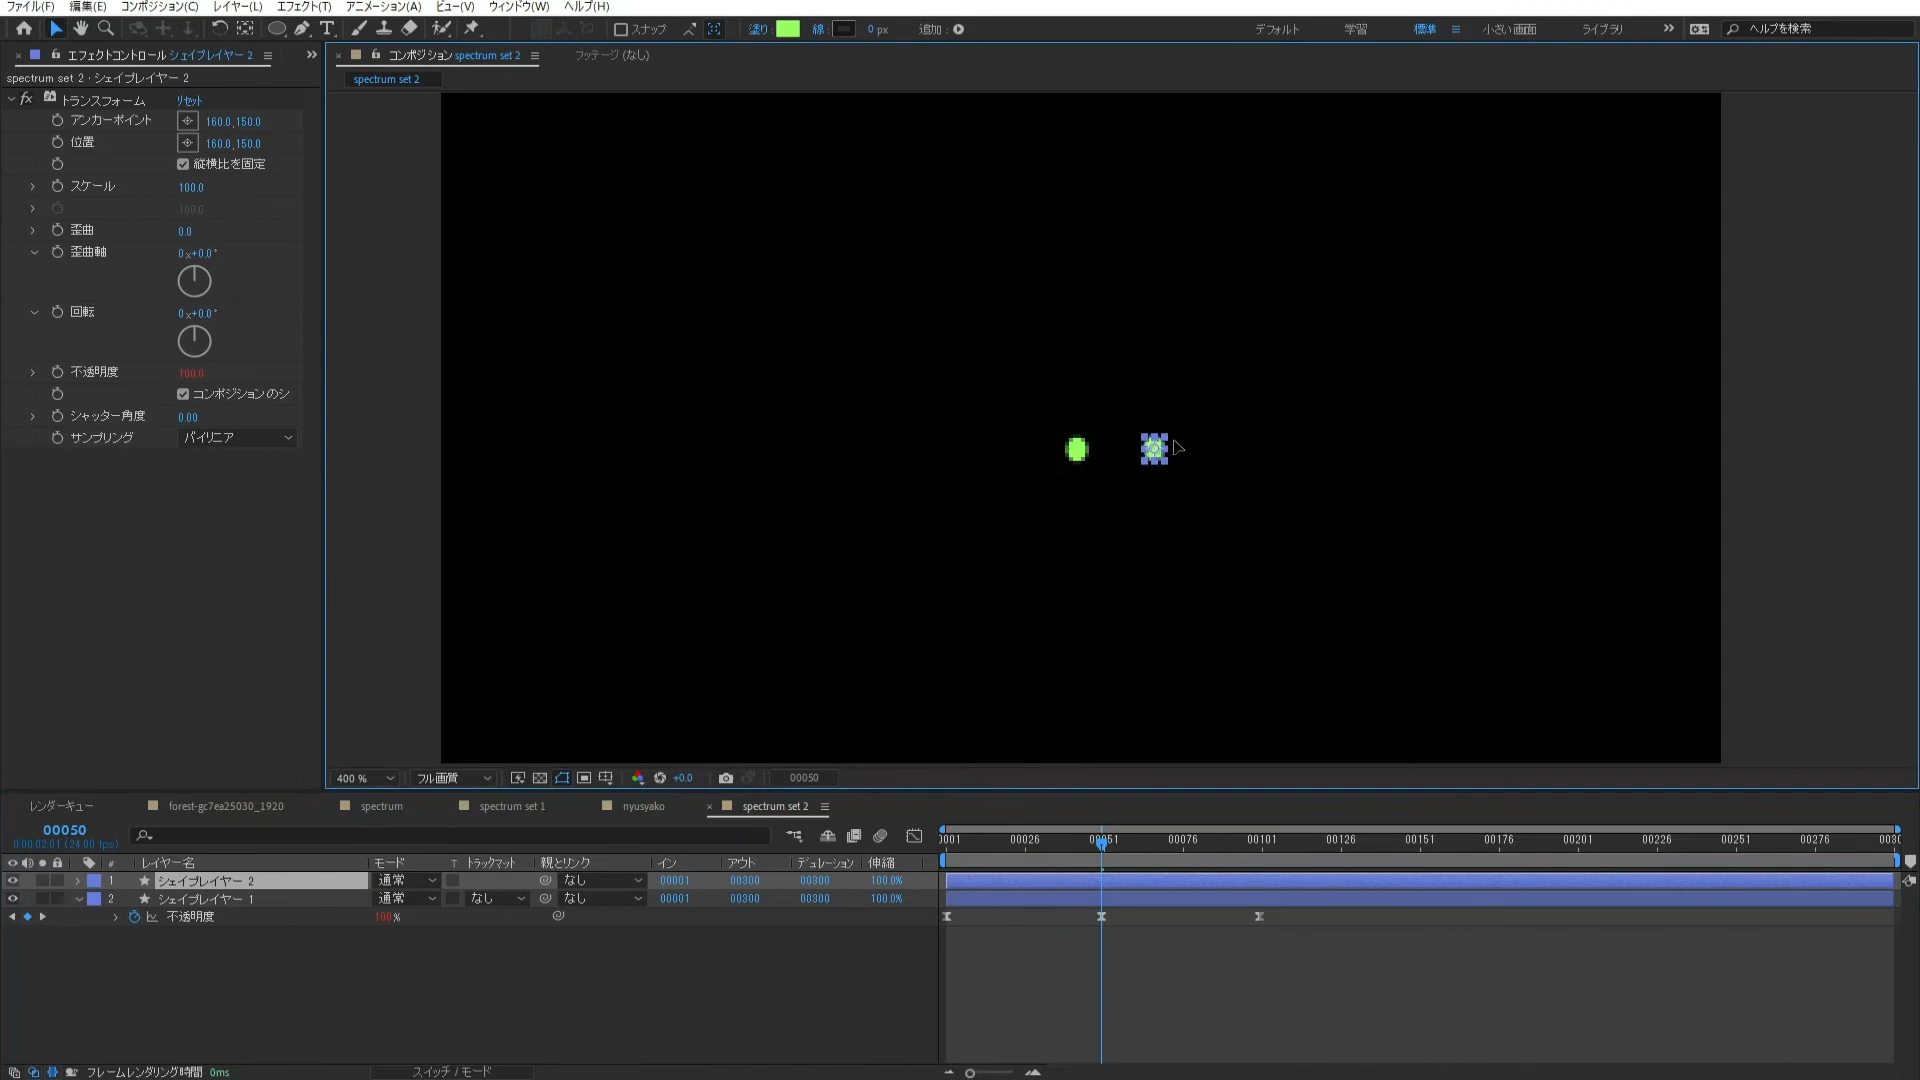 ファイル(F) 編集(E) コンポジション(C) レイヤー(L) エフェクト(T) アニメーション(A) ビュー(V) ウィンドウ(W) ヘルプ(H)
スナップ 塗り 線: 0 px 追加: デフォルト 学習 標準 小さい画面 ライブラリ ヘルプを検索
エフェクトコントロール シェイプレイヤー 2
コンポジション spectrum set 2 フッテージ (なし)
spectrum set 2・シェイプレイヤー 2
spectrum set 2
fx トランスフォーム リセット
アンカーポイント 160.0,150.0
位置 160.0,150.0
縦横比を固定
スケール 100.0
100.0
歪曲 0.0
歪曲軸 0x+0.0°
回転 0x+0.0°
不透明度 100.0
コンポジションのシ
シャッター角度 0.00
サンプリング バイリニア
400 % フル画質 +0.0 00050
レンダーキュー forest-gc7ea25030_1920 spectrum spectrum set 1 nyusyako spectrum set 2
00050
0:00:02:01 (24.00 fps)
0001 00026 00051 00076 00101 00126 00151 00176 00201 00226 00251 00276 0030
# レイヤー名 モード T トラックマット 親とリンク イン アウト デュレーション 伸縮
1 シェイプレイヤー 2 通常 なし 00001 00300 00300 100.0%
2 シェイプレイヤー 1 通常 なし なし 00001 00300 00300 100.0%
不透明度 100%
フレームレンダリング時間 0ms スイッチ / モード